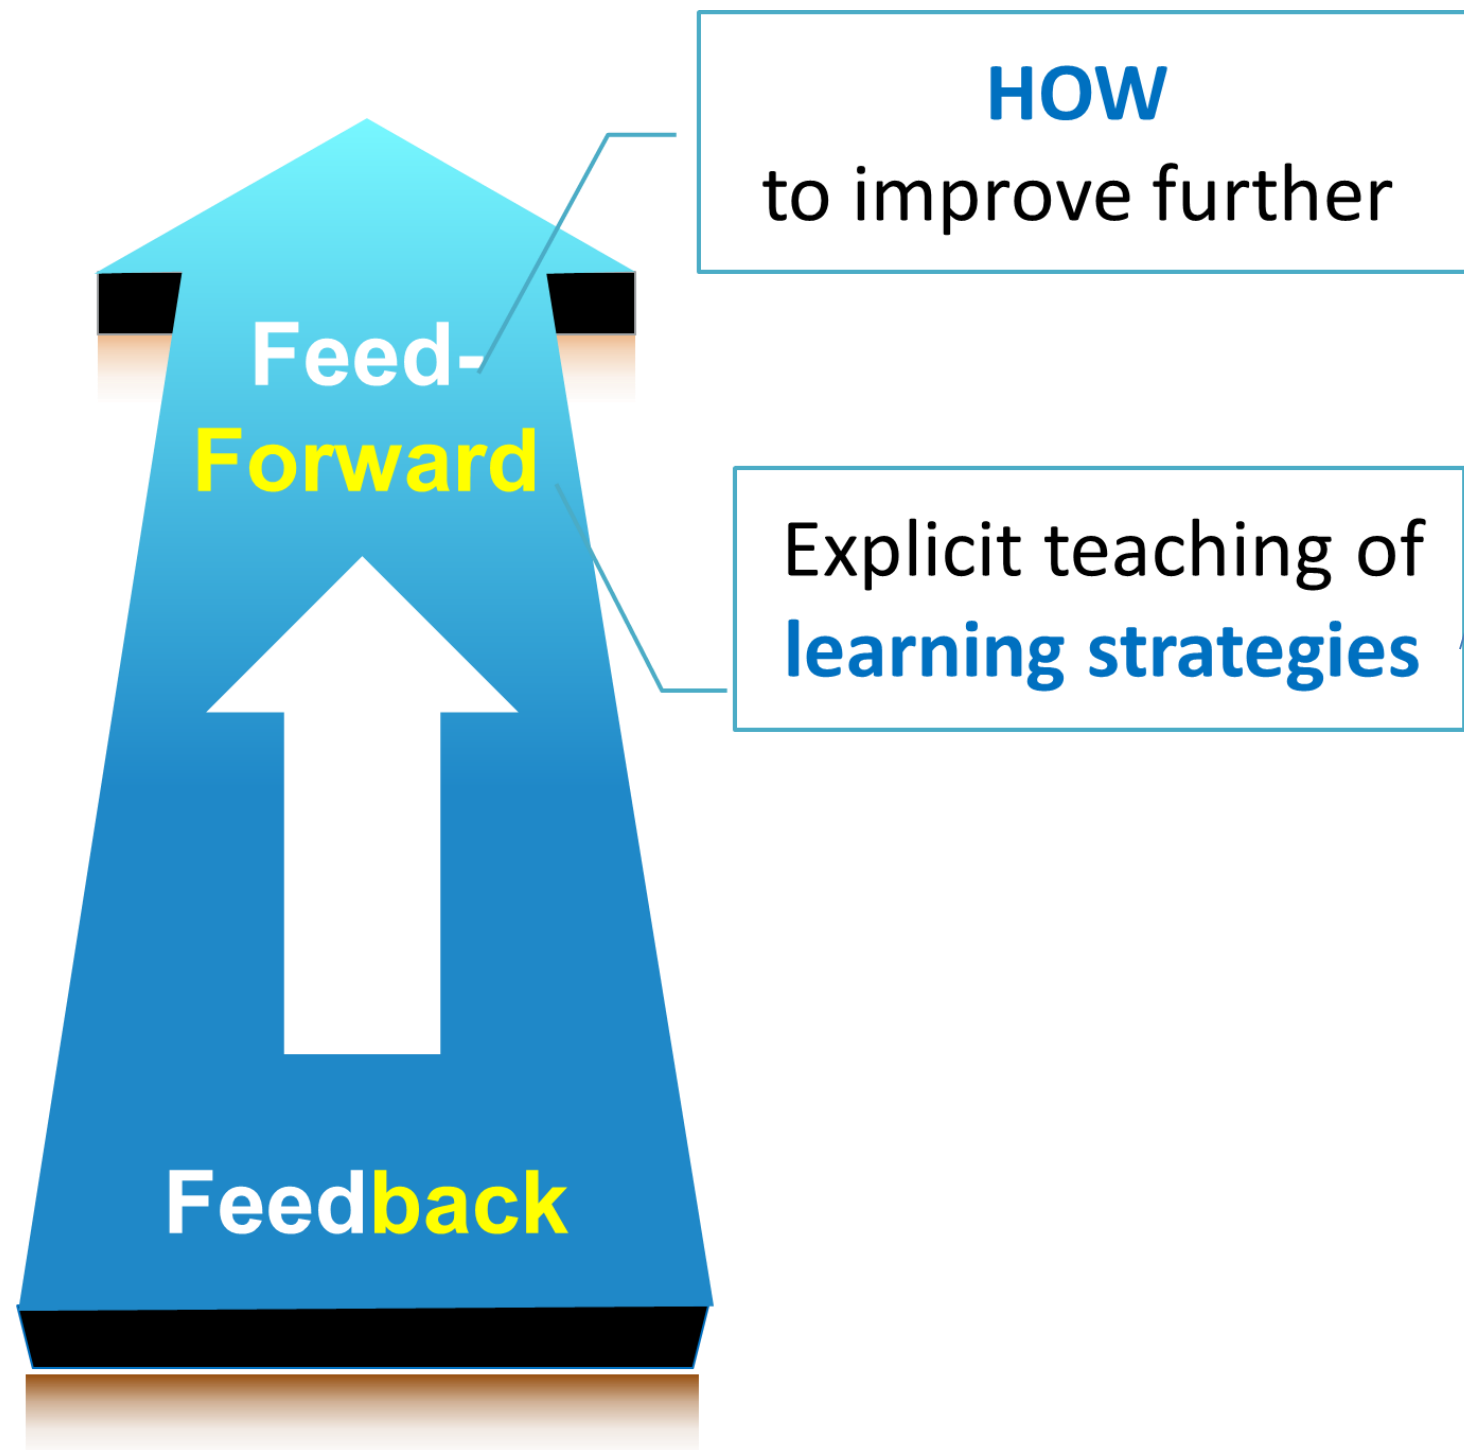 HOW
to improve further
Feed-
Forward
Explicit teaching of
learning strategies
Feedback